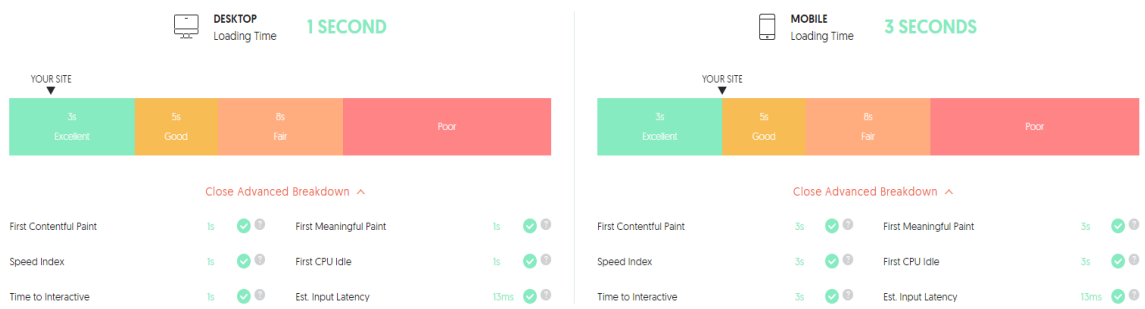 DESKTOP
Loading Time
1 SECOND
YOUR SITE
3s
Excellent
5s
Good
8s
Fair
Poor
Close Advanced Breakdown
First Contentful Paint 1s ? First Meaningful Paint 1s ?
Speed Index 1s ? First CPU Idle 1s ?
Time to Interactive 1s ? Est. Input Latency 13ms ?
MOBILE
Loading Time
3 SECONDS
YOUR SITE
3s
Excellent
5s
Good
8s
Fair
Poor
Close Advanced Breakdown
First Contentful Paint 3s ? First Meaningful Paint 3s ?
Speed Index 3s ? First CPU Idle 3s ?
Time to Interactive 3s ? Est. Input Latency 13ms ?